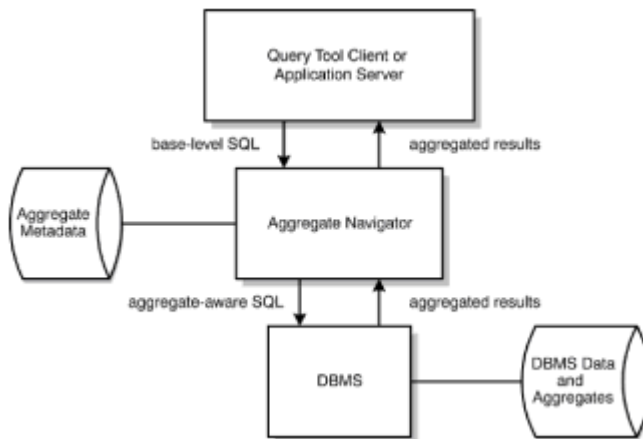 Query Tool Client or
Application Server
base-level SQL
aggregated results
Aggregate
Metadata
Aggregate Navigator
aggregate-aware SQL
aggregated results
DBMS
DBMS Data
and
Aggregates